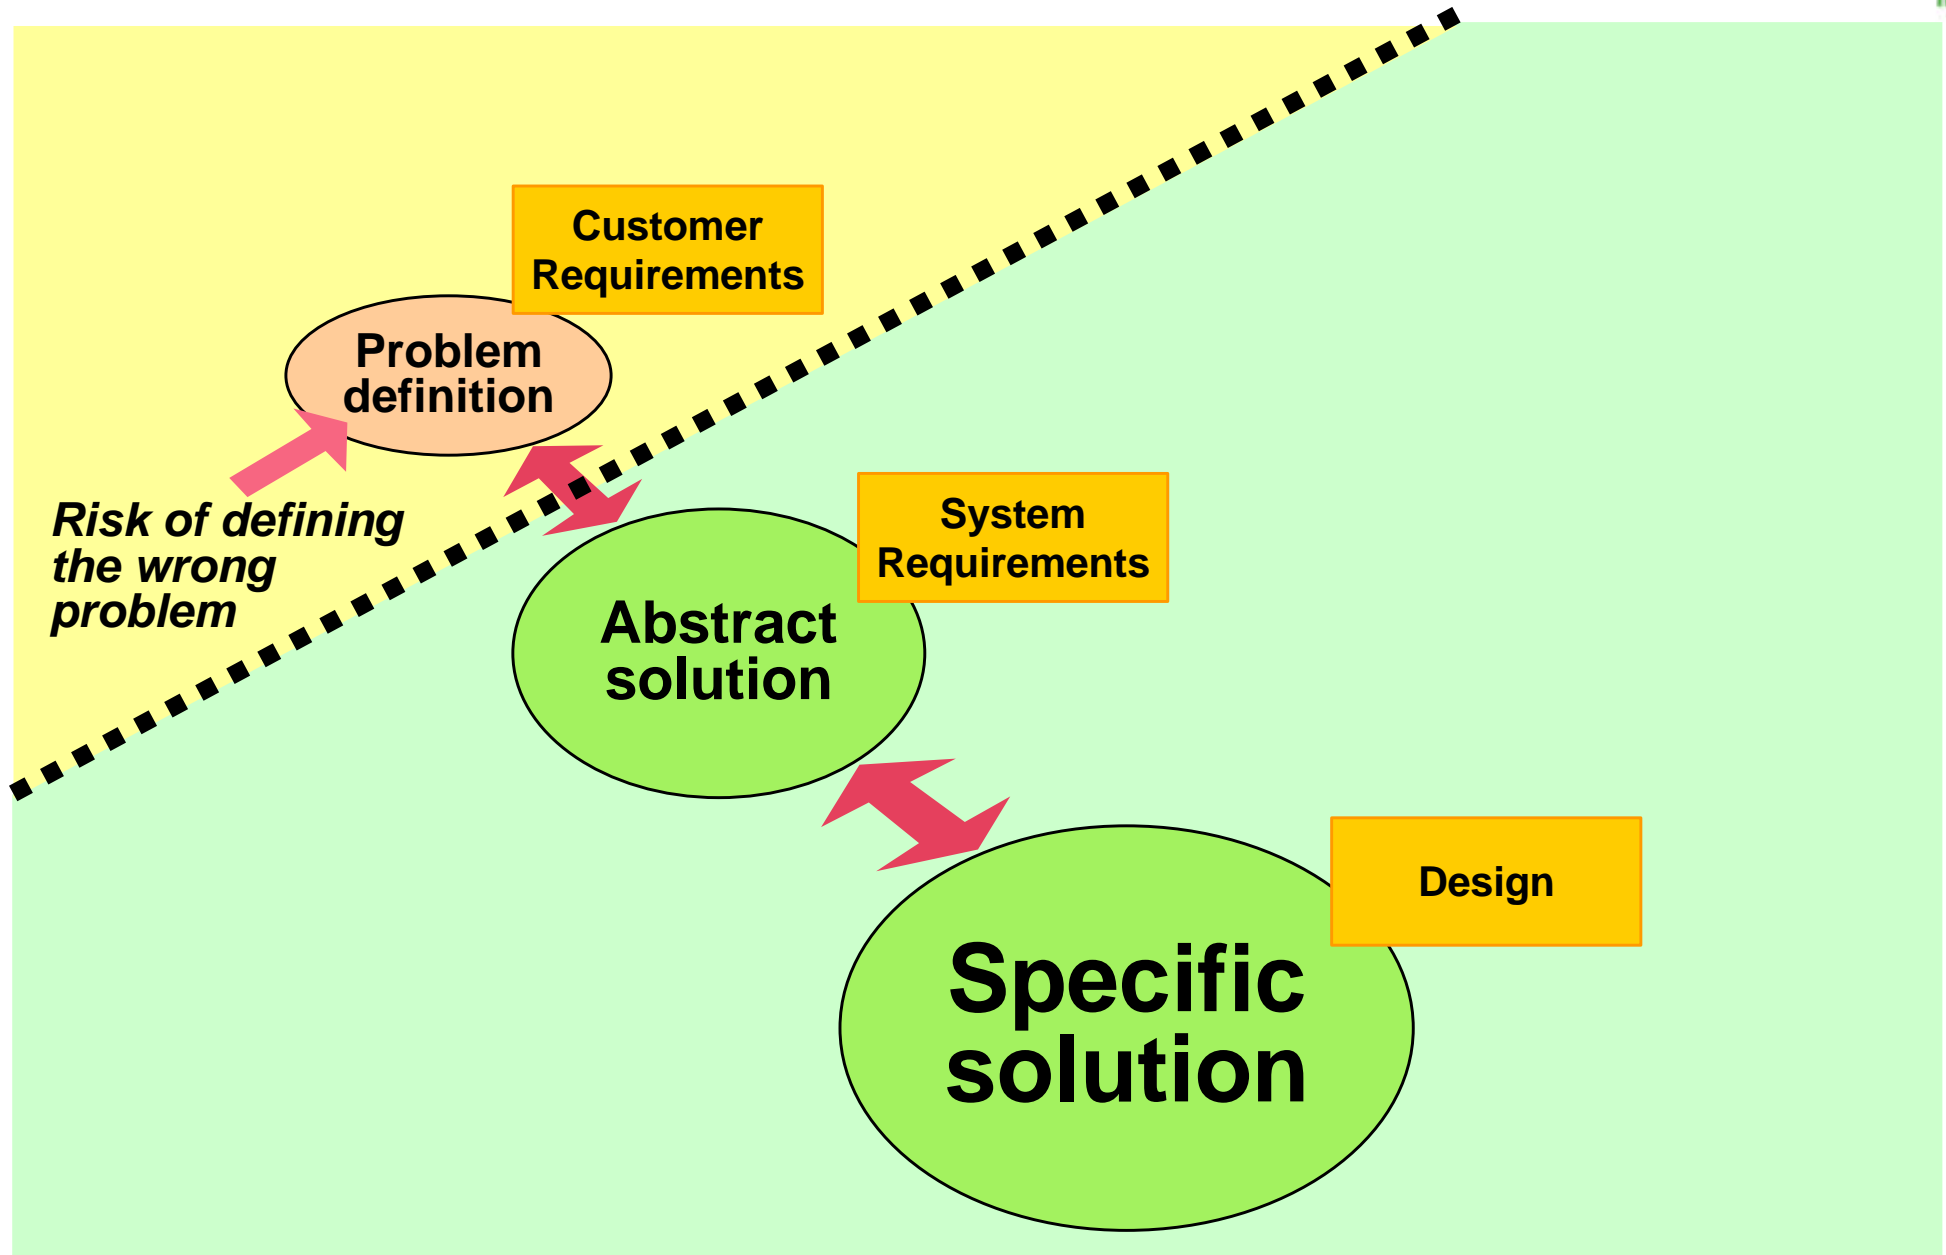 Customer
Requirements
Problem
definition
Risk of defining
the wrong
problem
System
Requirements
Abstract
solution
Design
Specific
solution